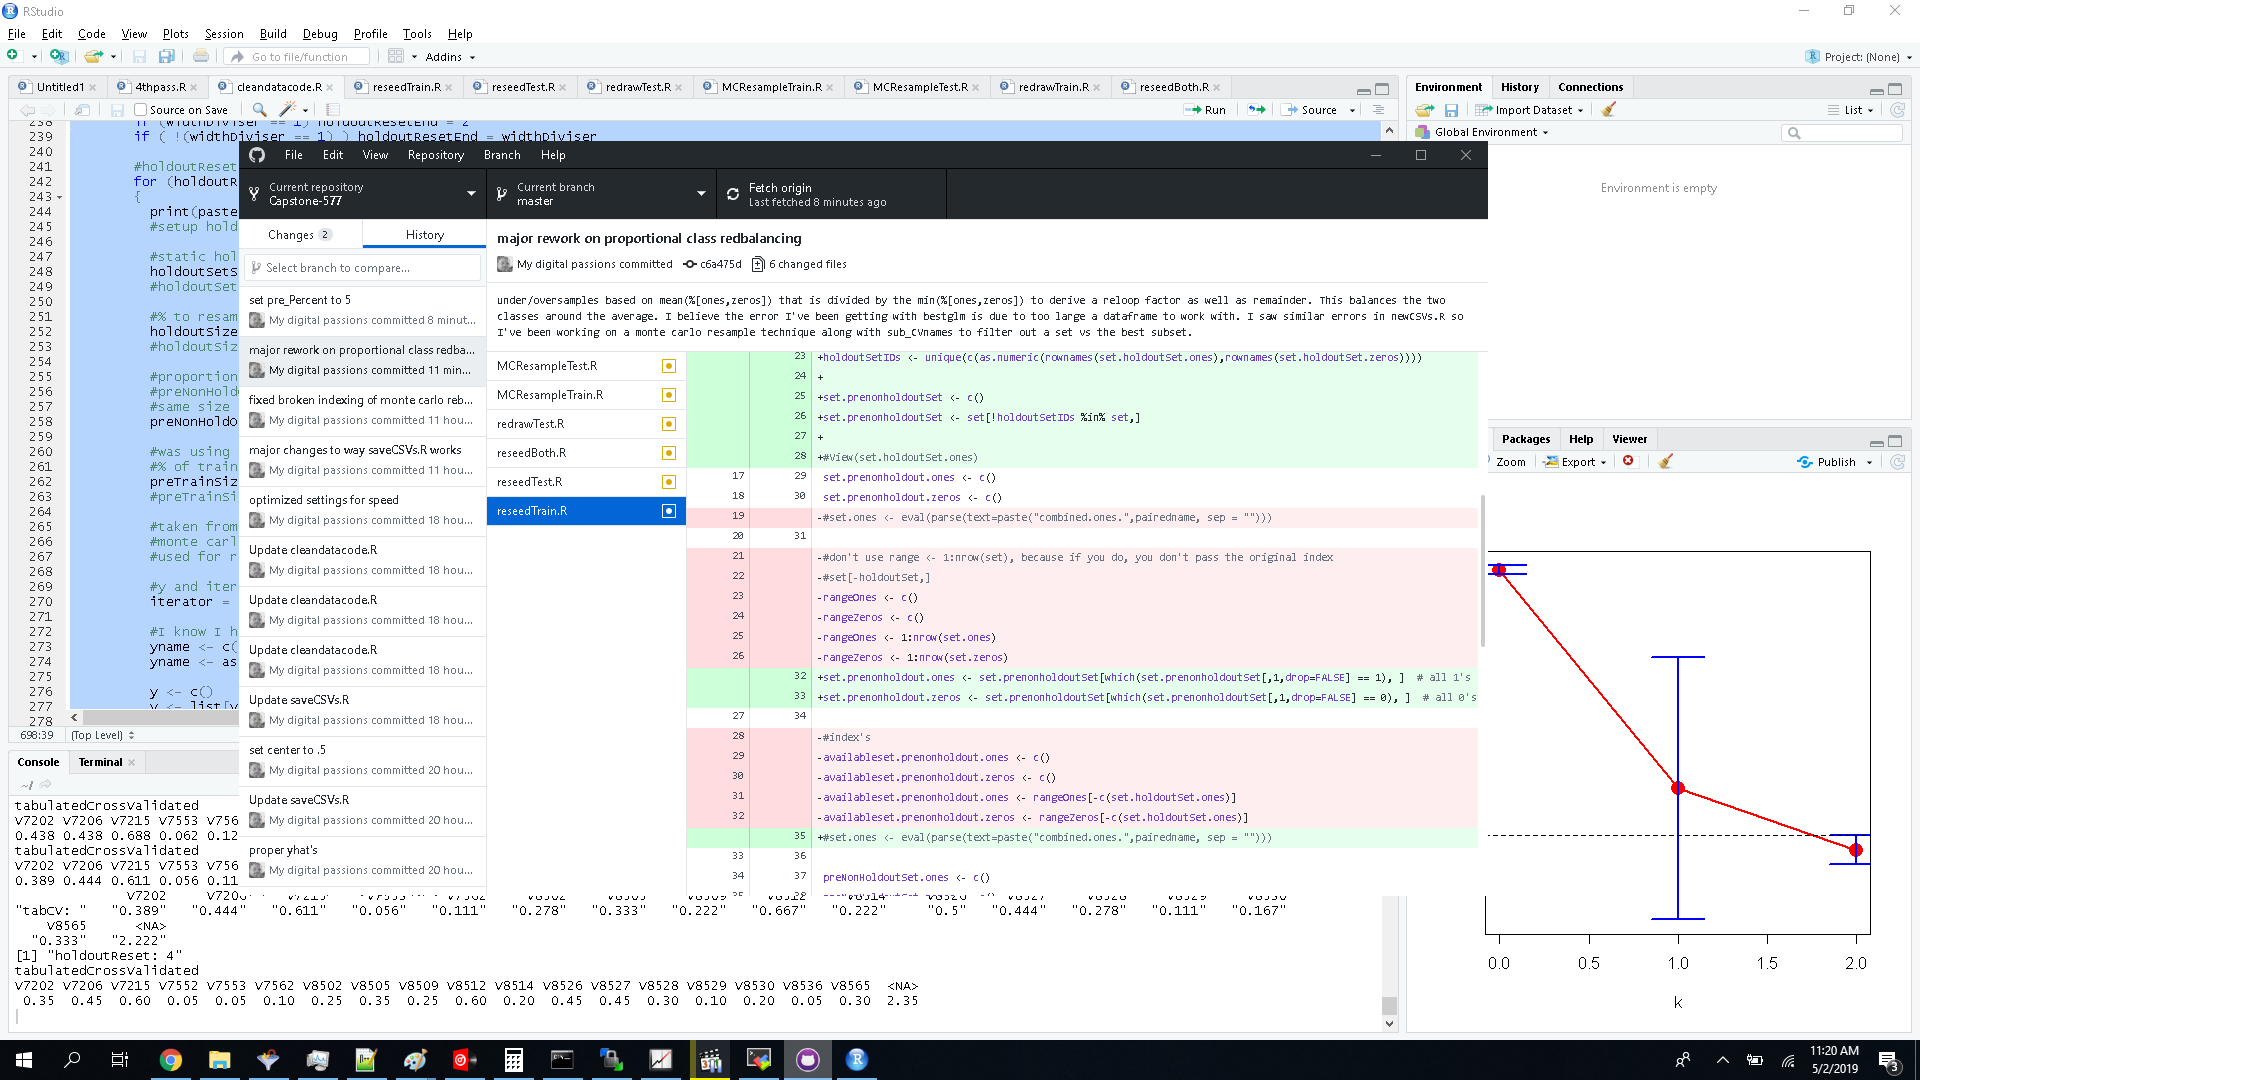 RStudio
File Edit Code View Plots Session Build Debug Profile Tools Help
Go to file/function Addins Project: (None)
Untitled1 4thpass.R cleandatacode.R reseedTrain.R reseedTest.R redrawTest.R MCResampleTrain.R MCResampleTest.R redrawTrain.R reseedBoth.R
Source on Save Run Source
238 if (widthDiviser == 1) holdoutResetEnd = 2
239 if ( !(widthDiviser == 1) ) holdoutResetEnd = widthDiviser
240
241 #holdoutReset
242 for (holdoutR
243 {
244 print(paste
245 #setup hold
246
247 #static hol
248 holdoutSetS
249 #holdoutSet
250
251 #% to resam
252 holdoutSize
253 #holdoutSiz
254
255 #proportion
256 #preNonHold
257 #same size
258 preNonHoldo
259
260 #was using
261 #% of train
262 preTrainSiz
263 #preTrainSi
264
265 #taken from
266 #monte carl
267 #used for r
268
269 #y and iter
270 iterator =
271
272 #I know I h
273 yname <- c(
274 yname <- as
275
276 y <- c()
277 y <- list[y
278
698:39 (Top Level)
File Edit View Repository Branch Help
Current repository
Capstone-577
Current branch
master
Fetch origin
Last fetched 8 minutes ago
Changes 2 History
Select branch to compare...
set pre_Percent to 5
My digital passions committed 8 minut...
major rework on proportional class redba...
My digital passions committed 11 min...
fixed broken indexing of monte carlo reb...
My digital passions committed 11 hour...
major changes to way saveCSVs.R works
My digital passions committed 11 hour...
optimized settings for speed
My digital passions committed 18 hour...
Update cleandatacode.R
My digital passions committed 18 hou...
Update cleandatacode.R
My digital passions committed 18 hou...
Update cleandatacode.R
My digital passions committed 18 hou...
Update saveCSVs.R
My digital passions committed 18 hou...
set center to .5
My digital passions committed 20 hou...
Update saveCSVs.R
My digital passions committed 20 hou...
proper yhat's
My digital passions committed 20 hou...
major rework on proportional class redbalancing
My digital passions committed c6a475d 6 changed files
under/oversamples based on mean(%[ones,zeros]) that is divided by the min(%[ones,zeros]) to derive a reloop factor as well as remainder. This balances the two
classes around the average. I believe the error I've been getting with bestglm is due to too large a dataframe to work with. I saw similar errors in newCSVs.R so
I've been working on a monte carlo resample technique along with sub_CVnames to filter out a set vs the best subset.
MCResampleTest.R
MCResampleTrain.R
redrawTest.R
reseedBoth.R
reseedTest.R
reseedTrain.R
23 +holdoutSetIDs <- unique(c(as.numeric(rownames(set.holdoutSet.ones),rownames(set.holdoutSet.zeros))))
24 +
25 +set.prenonholdoutSet <- c()
26 +set.prenonholdoutSet <- set[!holdoutSetIDs %in% set,]
27 +
28 +#View(set.holdoutSet.ones)
17 29 set.prenonholdout.ones <- c()
18 30 set.prenonholdout.zeros <- c()
19 -#set.ones <- eval(parse(text=paste("combined.ones.",pairedname, sep = "")))
20 31
21 -#don't use range <- 1:nrow(set), because if you do, you don't pass the original index
22 -#set[-holdoutSet,]
23 -rangeOnes <- c()
24 -rangeZeros <- c()
25 -rangeOnes <- 1:nrow(set.ones)
26 -rangeZeros <- 1:nrow(set.zeros)
32 +set.prenonholdout.ones <- set.prenonholdoutSet[which(set.prenonholdoutSet[,1,drop=FALSE] == 1), ] # all 1's
33 +set.prenonholdout.zeros <- set.prenonholdoutSet[which(set.prenonholdoutSet[,1,drop=FALSE] == 0), ] # all 0's
27 34
28 -#index's
29 -availableset.prenonholdout.ones <- c()
30 -availableset.prenonholdout.zeros <- c()
31 -availableset.prenonholdout.ones <- rangeOnes[-c(set.holdoutSet.ones)]
32 -availableset.prenonholdout.zeros <- rangeZeros[-c(set.holdoutSet.ones)]
35 +#set.ones <- eval(parse(text=paste("combined.ones.",pairedname, sep = "")))
33 36
34 37 preNonHoldoutSet.ones <- c()
Environment History Connections
Import Dataset List
Global Environment
Environment is empty
Packages Help Viewer
Zoom Export Publish
0.0 0.5 1.0 1.5 2.0
k
Console Terminal
~/
tabulatedCrossValidated
V7202 V7206 V7215 V7553 V756
0.438 0.438 0.688 0.062 0.12
tabulatedCrossValidated
V7202 V7206 V7215 V7553 V756
0.389 0.444 0.611 0.056 0.11
V7202
"tabCV: " "0.389" "0.444" "0.611" "0.056" "0.111" "0.278" "0.333" "0.222" "0.667" "0.222" "0.5" "0.444" "0.278" "0.111" "0.167"
V8565 <NA>
"0.333" "2.222"
[1] "holdoutReset: 4"
tabulatedCrossValidated
V7202 V7206 V7215 V7552 V7553 V7562 V8502 V8505 V8509 V8512 V8514 V8526 V8527 V8528 V8529 V8530 V8536 V8565 <NA>
0.35 0.45 0.60 0.05 0.05 0.10 0.25 0.35 0.25 0.60 0.20 0.45 0.45 0.30 0.10 0.20 0.05 0.30 2.35
11:20 AM
5/2/2019
3